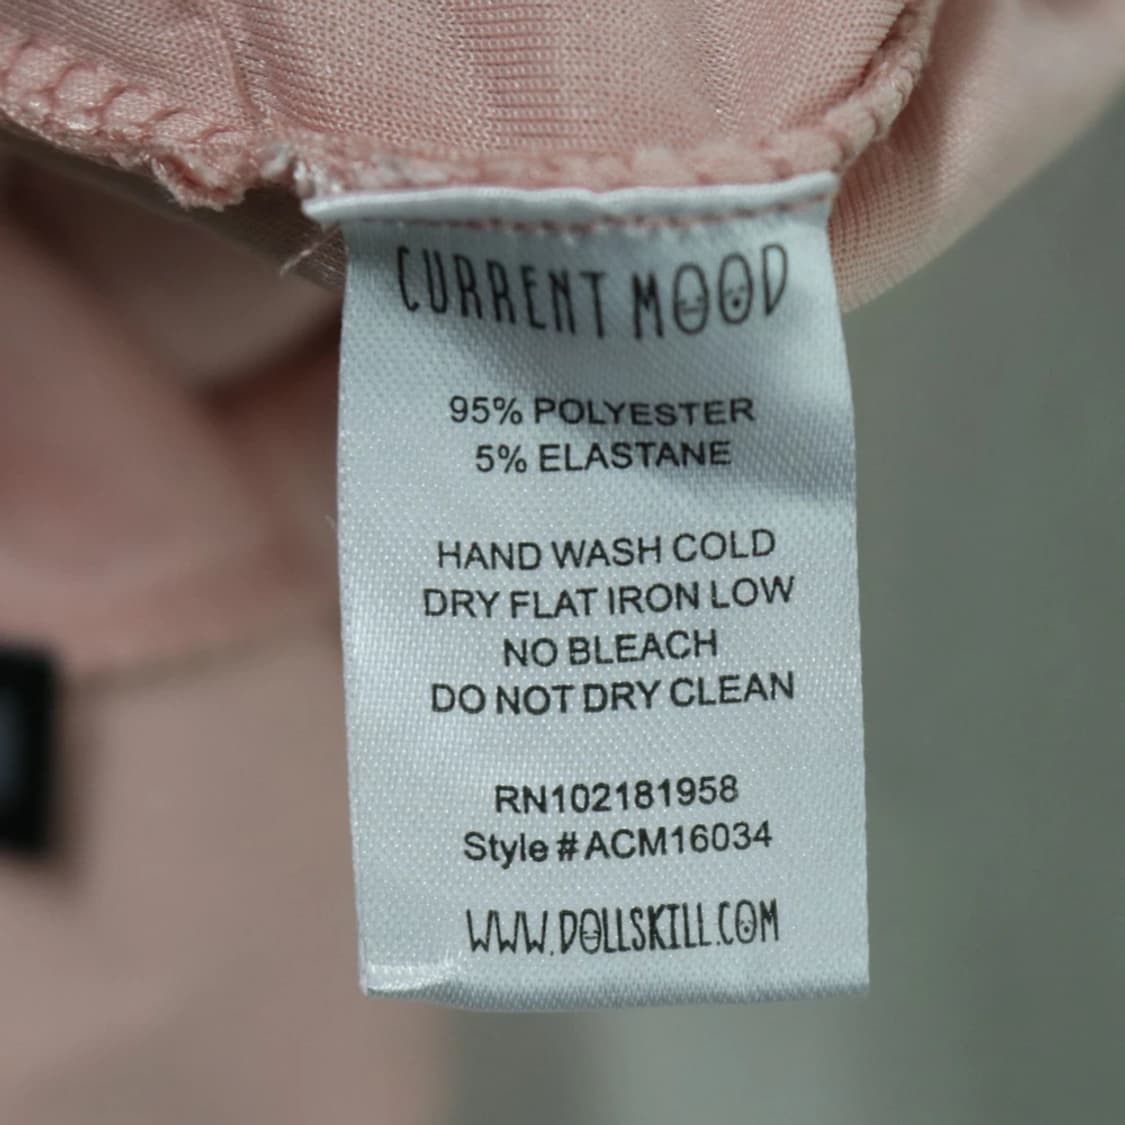 CURRENT MOOD
95% POLYESTER
5% ELASTANE
HAND WASH COLD
DRY FLAT IRON LOW
NO BLEACH
DO NOT DRY CLEAN
RN102181958
Style #ACM16034
WWW.DOLLSKILL.COM